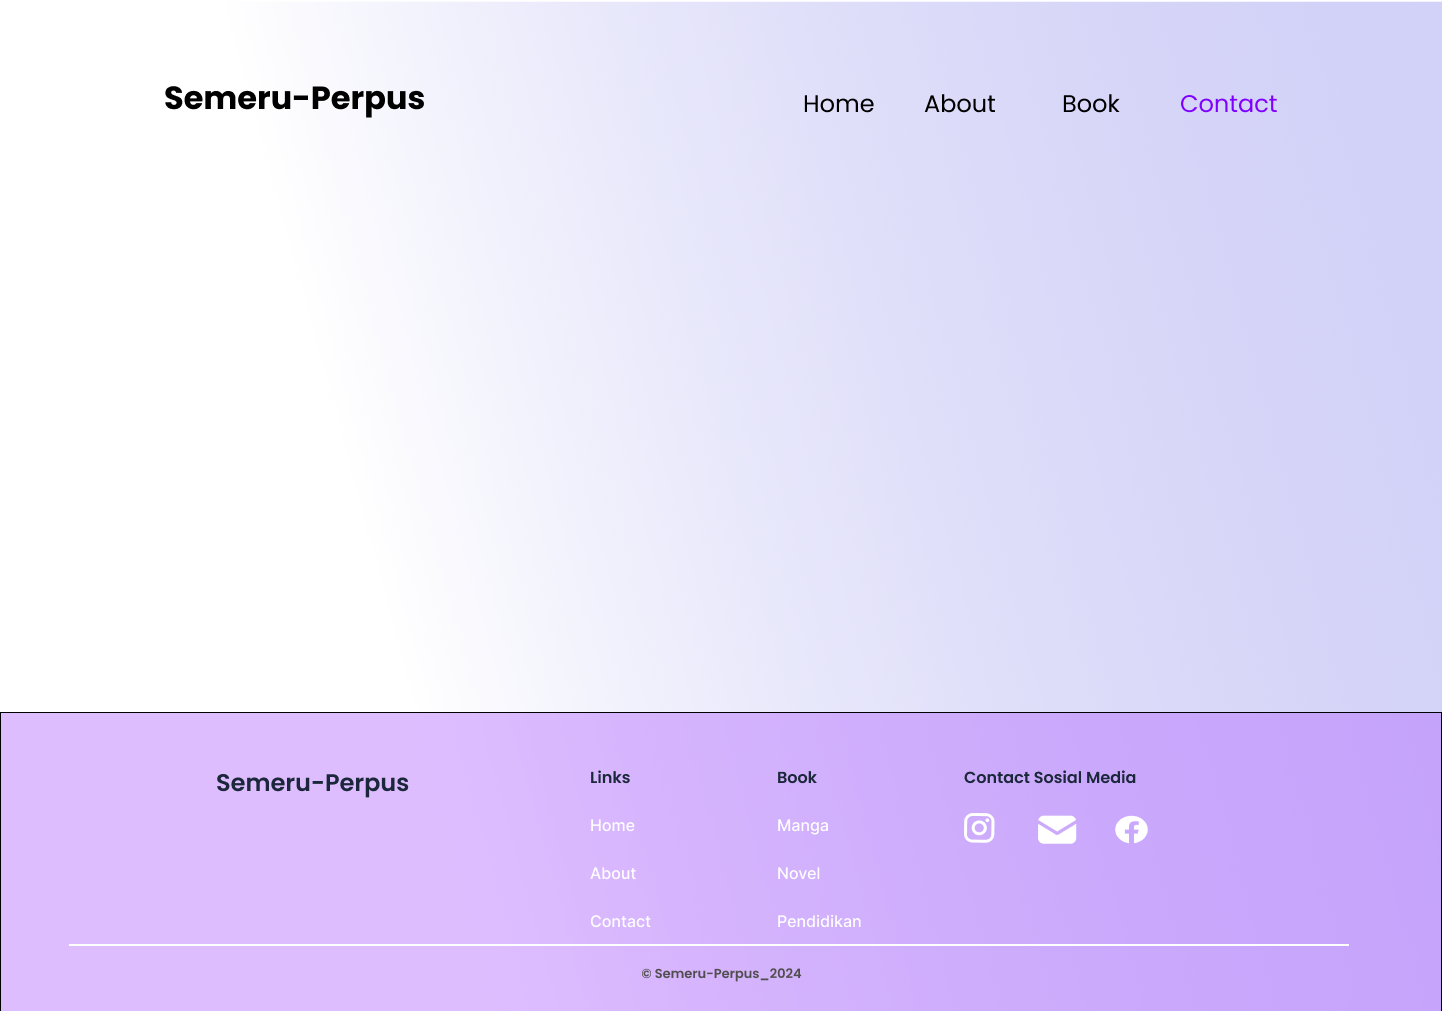 Semeru-Perpus
Home About Book Contact
Semeru-Perpus
Links
Home
About
Contact
Book
Manga
Novel
Pendidikan
Contact Sosial Media
© Semeru-Perpus_2024